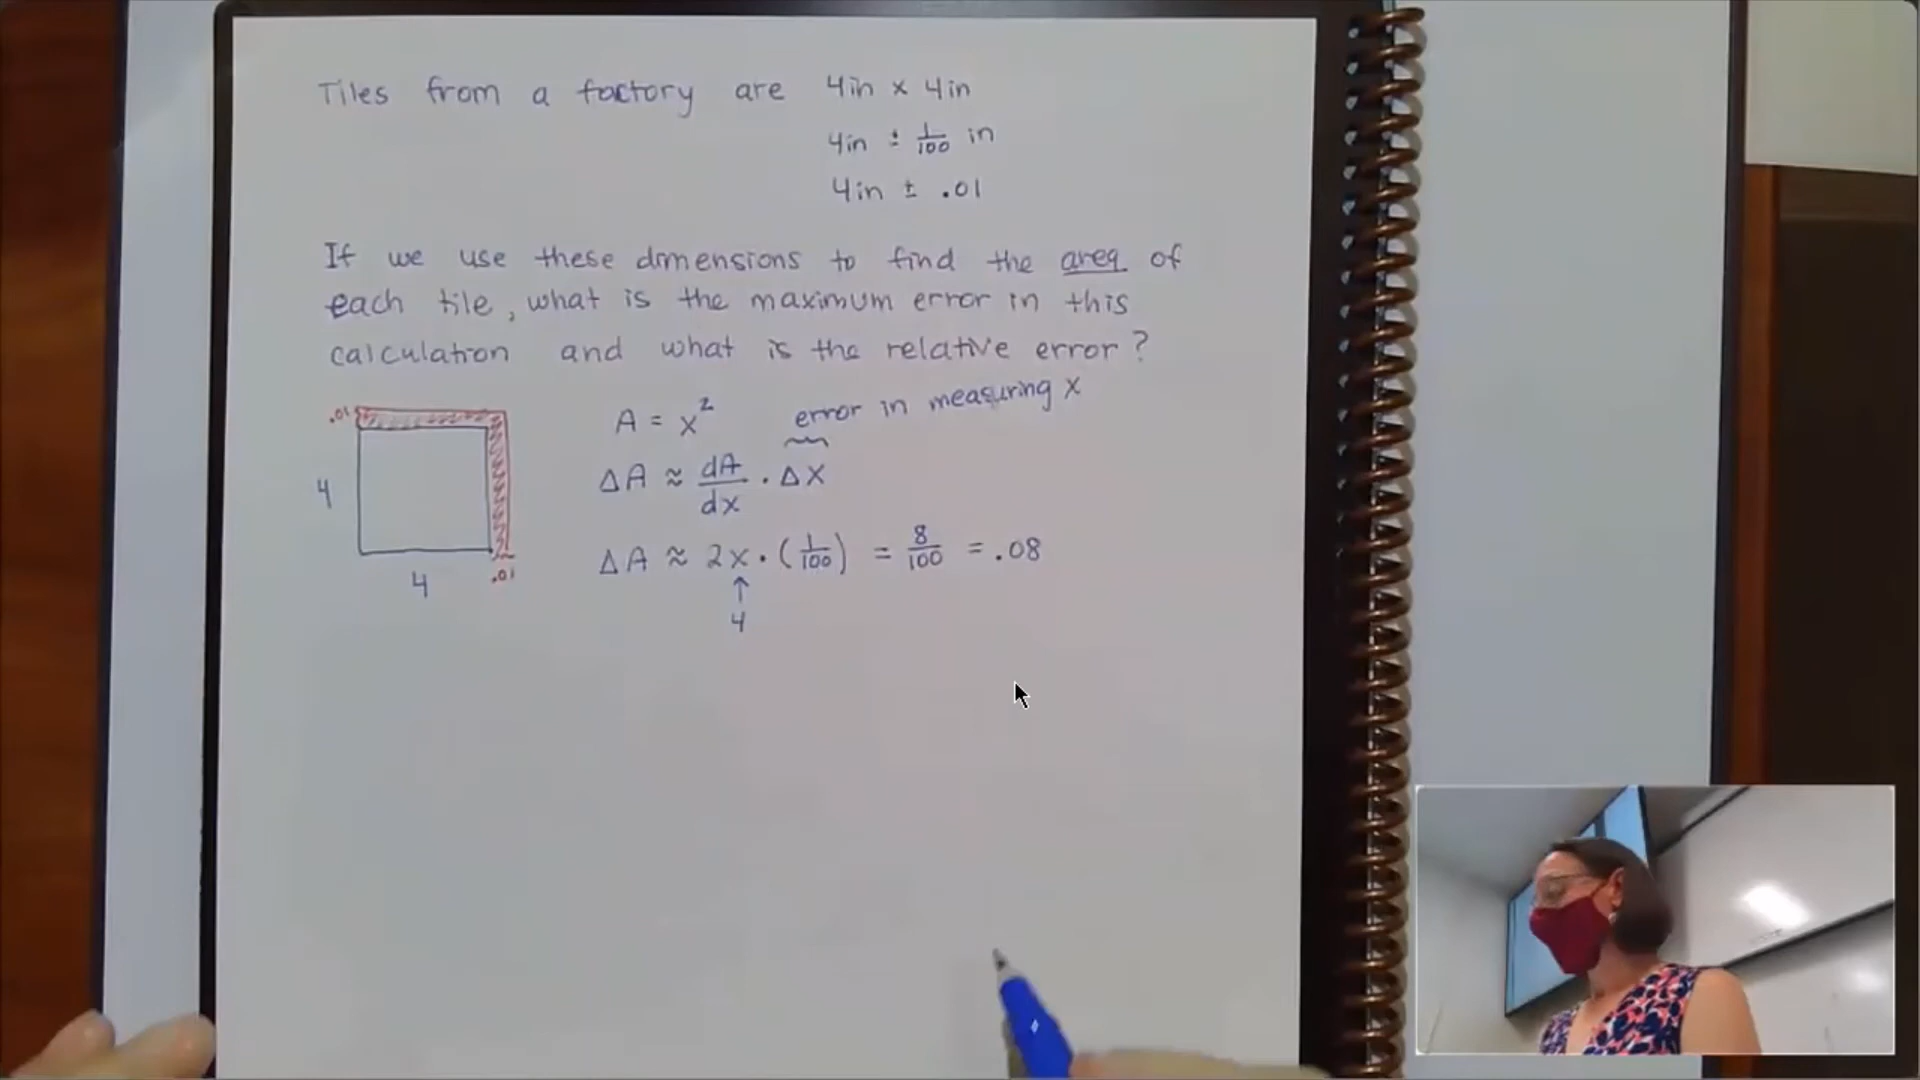 Tiles from a factory are 4in x 4in
4in ± 1/100 in
4in ± .01
If we use these dimensions to find the area of
each tile, what is the maximum error in this
calculation and what is the relative error?
.01
4
4
.01
A = x²
error in measuring x
ΔA ≈ dA/dx · Δx
ΔA ≈ 2x · (1/100) = 8/100 = .08
↑
4